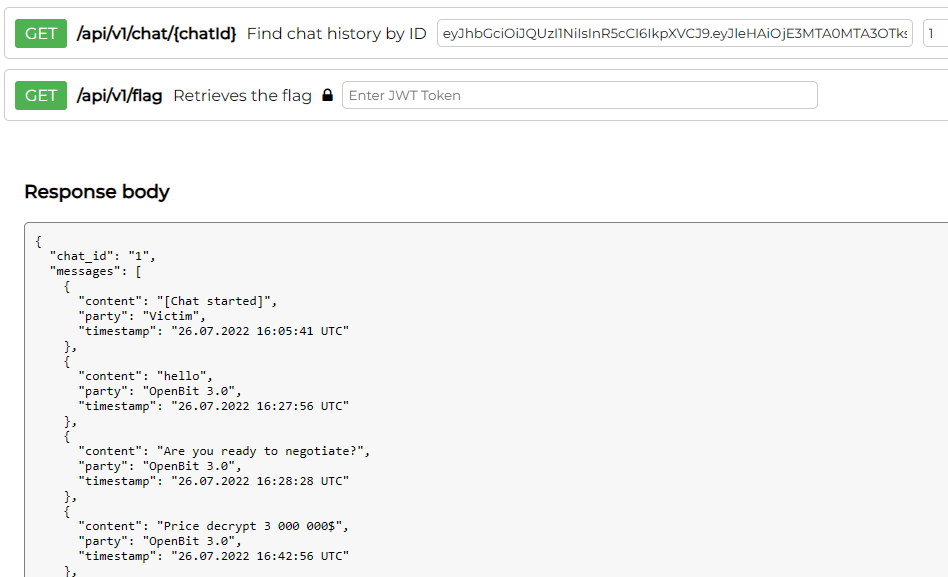 GET /api/v1/chat/{chatId} Find chat history by ID eyJhbGciOiJQUzI1NiIsInR5cCI6IkpXVCJ9.eyJleHAiOjE3MTA0MTA3OTks 1
GET /api/v1/flag Retrieves the flag Enter JWT Token
Response body
{
"chat_id": "1",
"messages": [
{
"content": "[Chat started]",
"party": "Victim",
"timestamp": "26.07.2022 16:05:41 UTC"
},
{
"content": "hello",
"party": "OpenBit 3.0",
"timestamp": "26.07.2022 16:27:56 UTC"
},
{
"content": "Are you ready to negotiate?",
"party": "OpenBit 3.0",
"timestamp": "26.07.2022 16:28:28 UTC"
},
{
"content": "Price decrypt 3 000 000$",
"party": "OpenBit 3.0",
"timestamp": "26.07.2022 16:42:56 UTC"
},